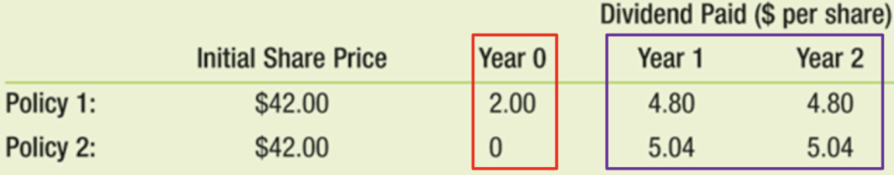 Dividend Paid ($ per share)
Initial Share Price Year 0 Year 1 Year 2
Policy 1: $42.00 2.00 4.80 4.80
Policy 2: $42.00 0 5.04 5.04